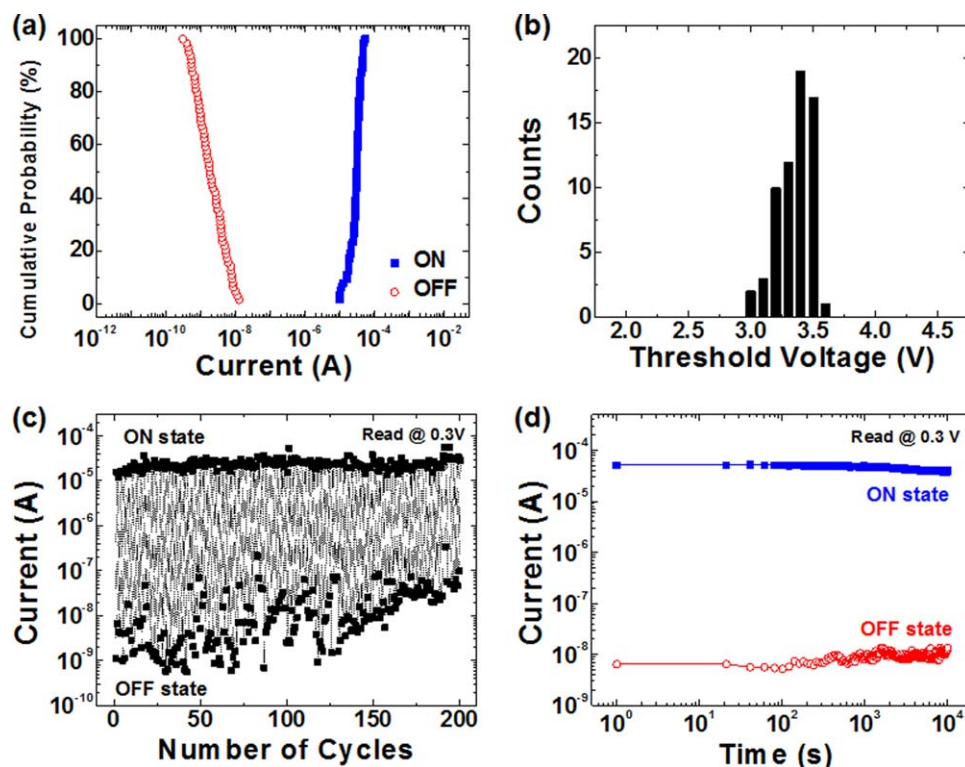 (a)
100
80
60
40
20
0
Cumulative Probability (%)
ON
OFF
10^-12 10^-10 10^-8 10^-6 10^-4 10^-2
Current (A)
(b)
20
15
10
5
0
Counts
2.0 2.5 3.0 3.5 4.0 4.5
Threshold Voltage (V)
(c)
10^-4
10^-5
10^-6
10^-7
10^-8
10^-9
10^-10
Current (A)
ON state
Read @ 0.3V
OFF state
0 50 100 150 200
Number of Cycles
(d)
10^-4
10^-5
10^-6
10^-7
10^-8
10^-9
Current (A)
Read @ 0.3 V
ON state
OFF state
10^0 10^1 10^2 10^3 10^4
Time (s)